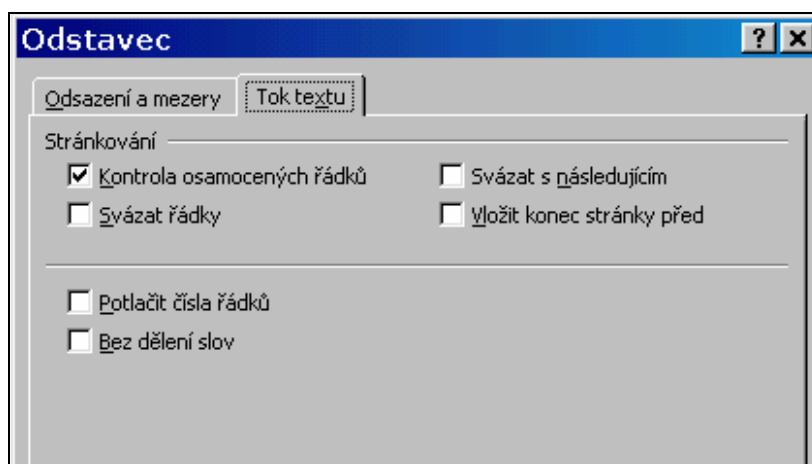 Odstavec
Odsazení a mezery Tok textu
Stránkování
Kontrola osamocených řádků Svázat s následujícím
Svázat řádky Vložit konec stránky před
Potlačit čísla řádků
Bez dělení slov